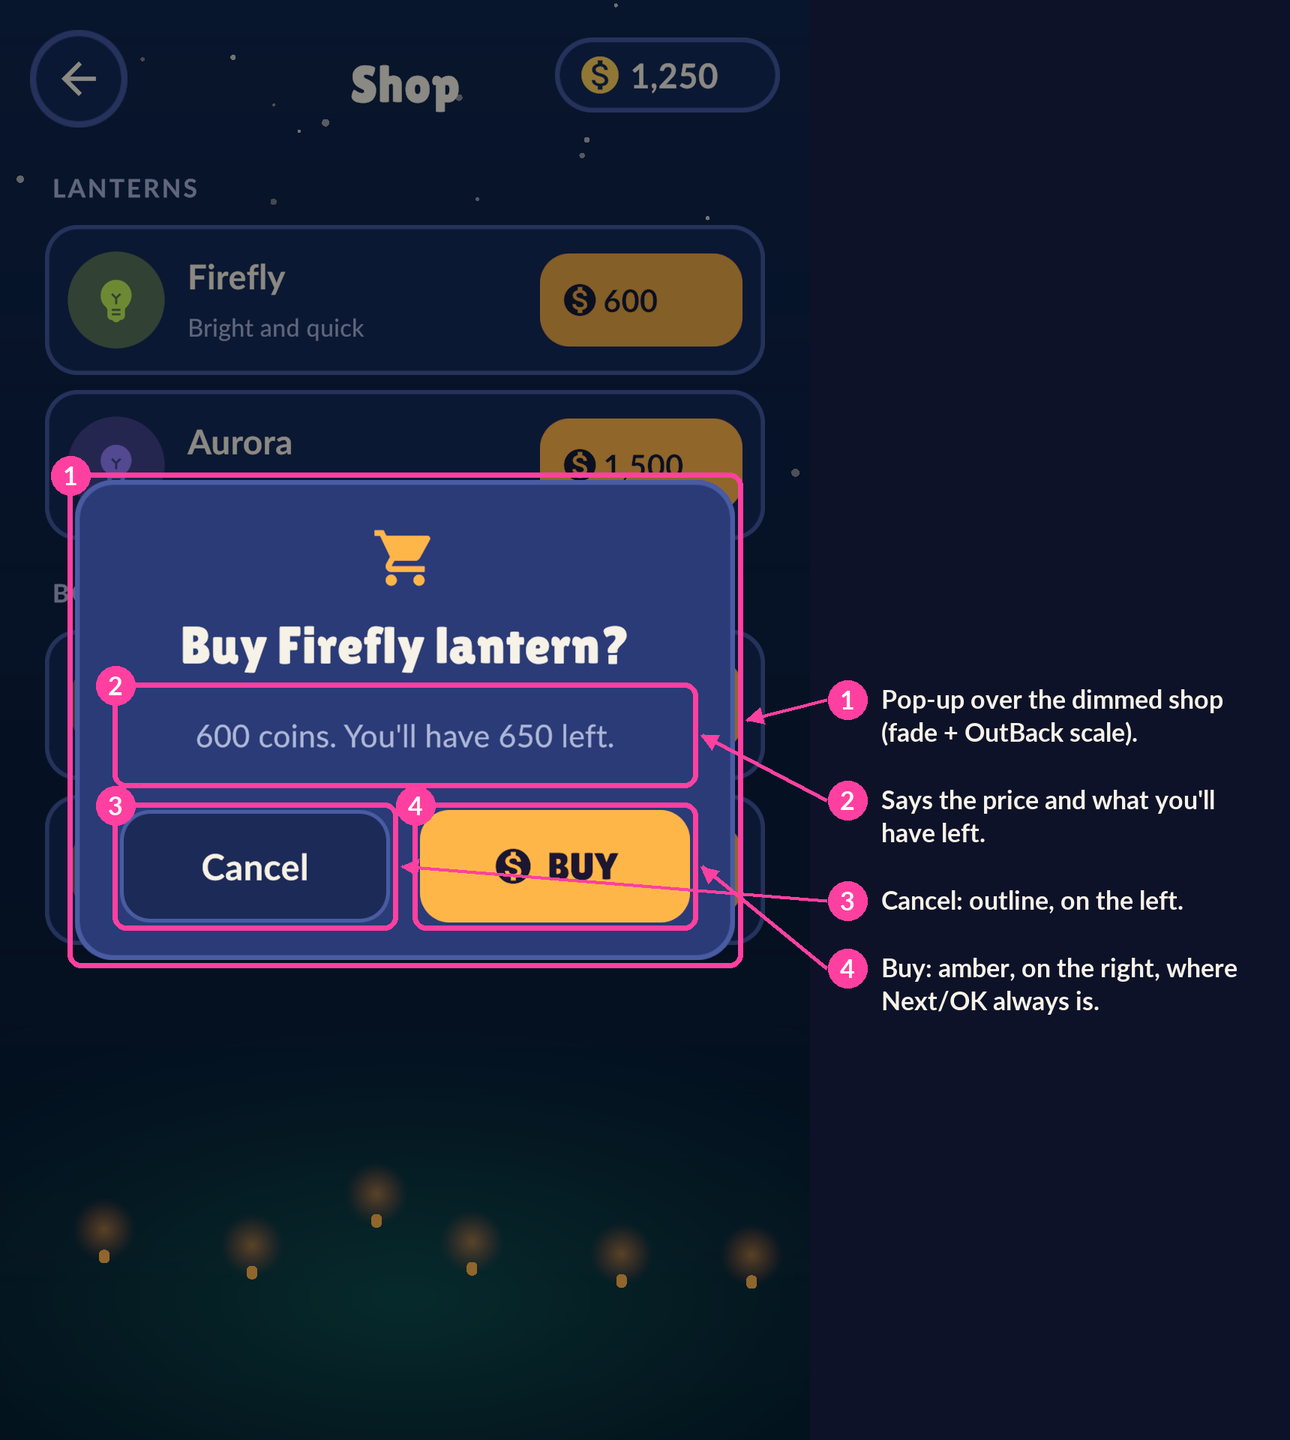 Shop
$ 1,250
LANTERNS
Firefly
Bright and quick
$ 600
Aurora
$ 1,500
1
Buy Firefly lantern?
2
600 coins. You'll have 650 left.
3
Cancel
4
$ BUY
1 Pop-up over the dimmed shop
(fade + OutBack scale).
2 Says the price and what you'll
have left.
3 Cancel: outline, on the left.
4 Buy: amber, on the right, where
Next/OK always is.